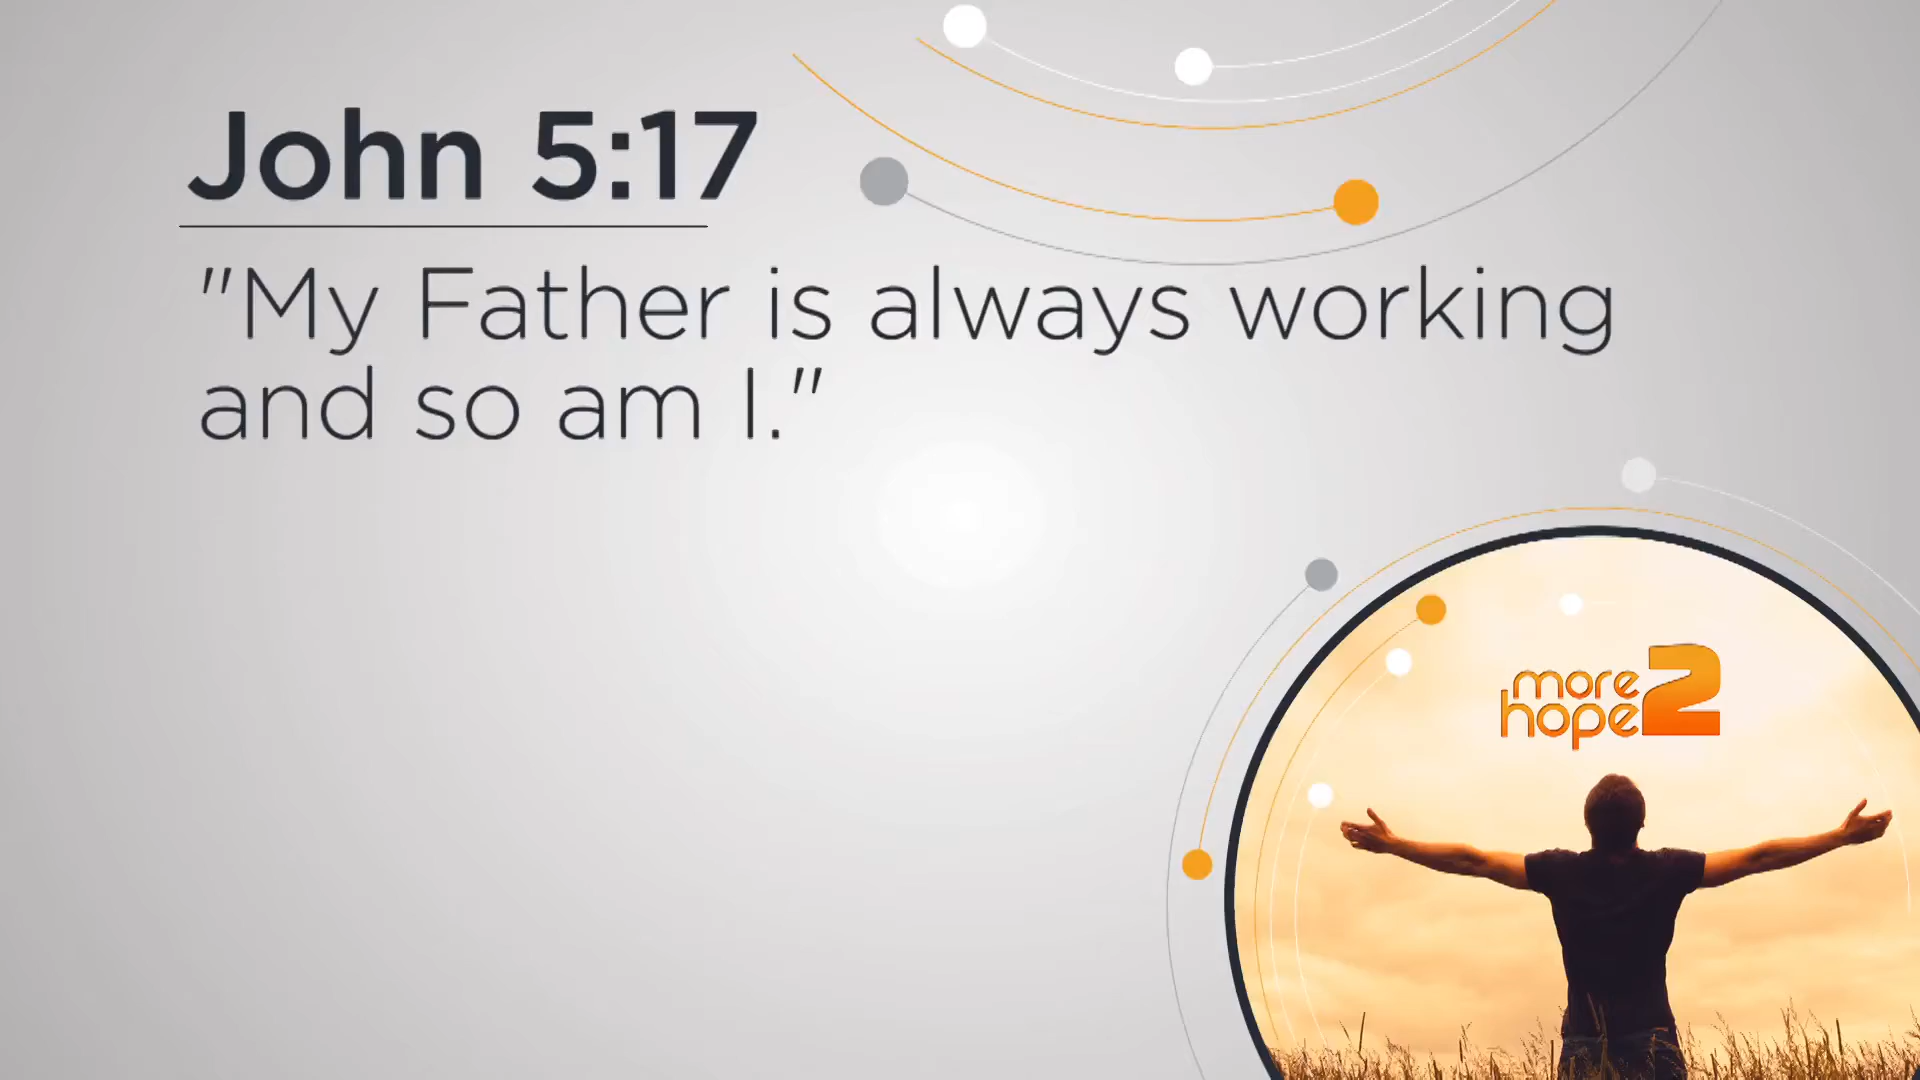 John 5:17
"My Father is always working
and so am I."
more
hope2